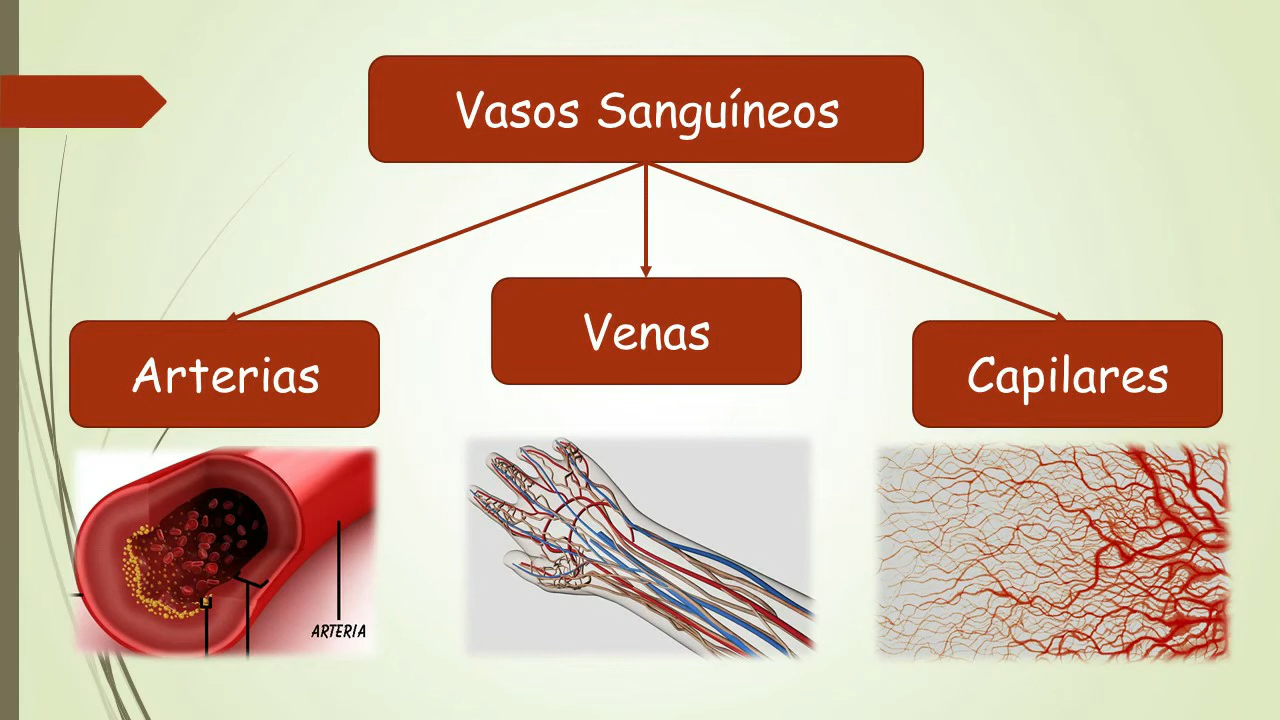 Vasos Sanguíneos
Venas
Arterias
Capilares
ARTERIA